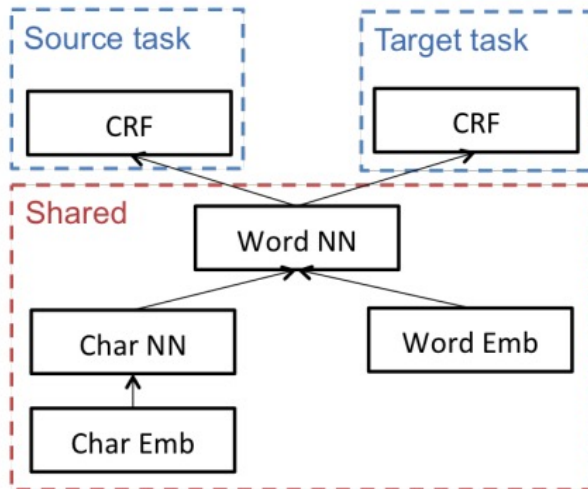 Source task
Target task
CRF
CRF
Shared
Word NN
Char NN
Word Emb
Char Emb